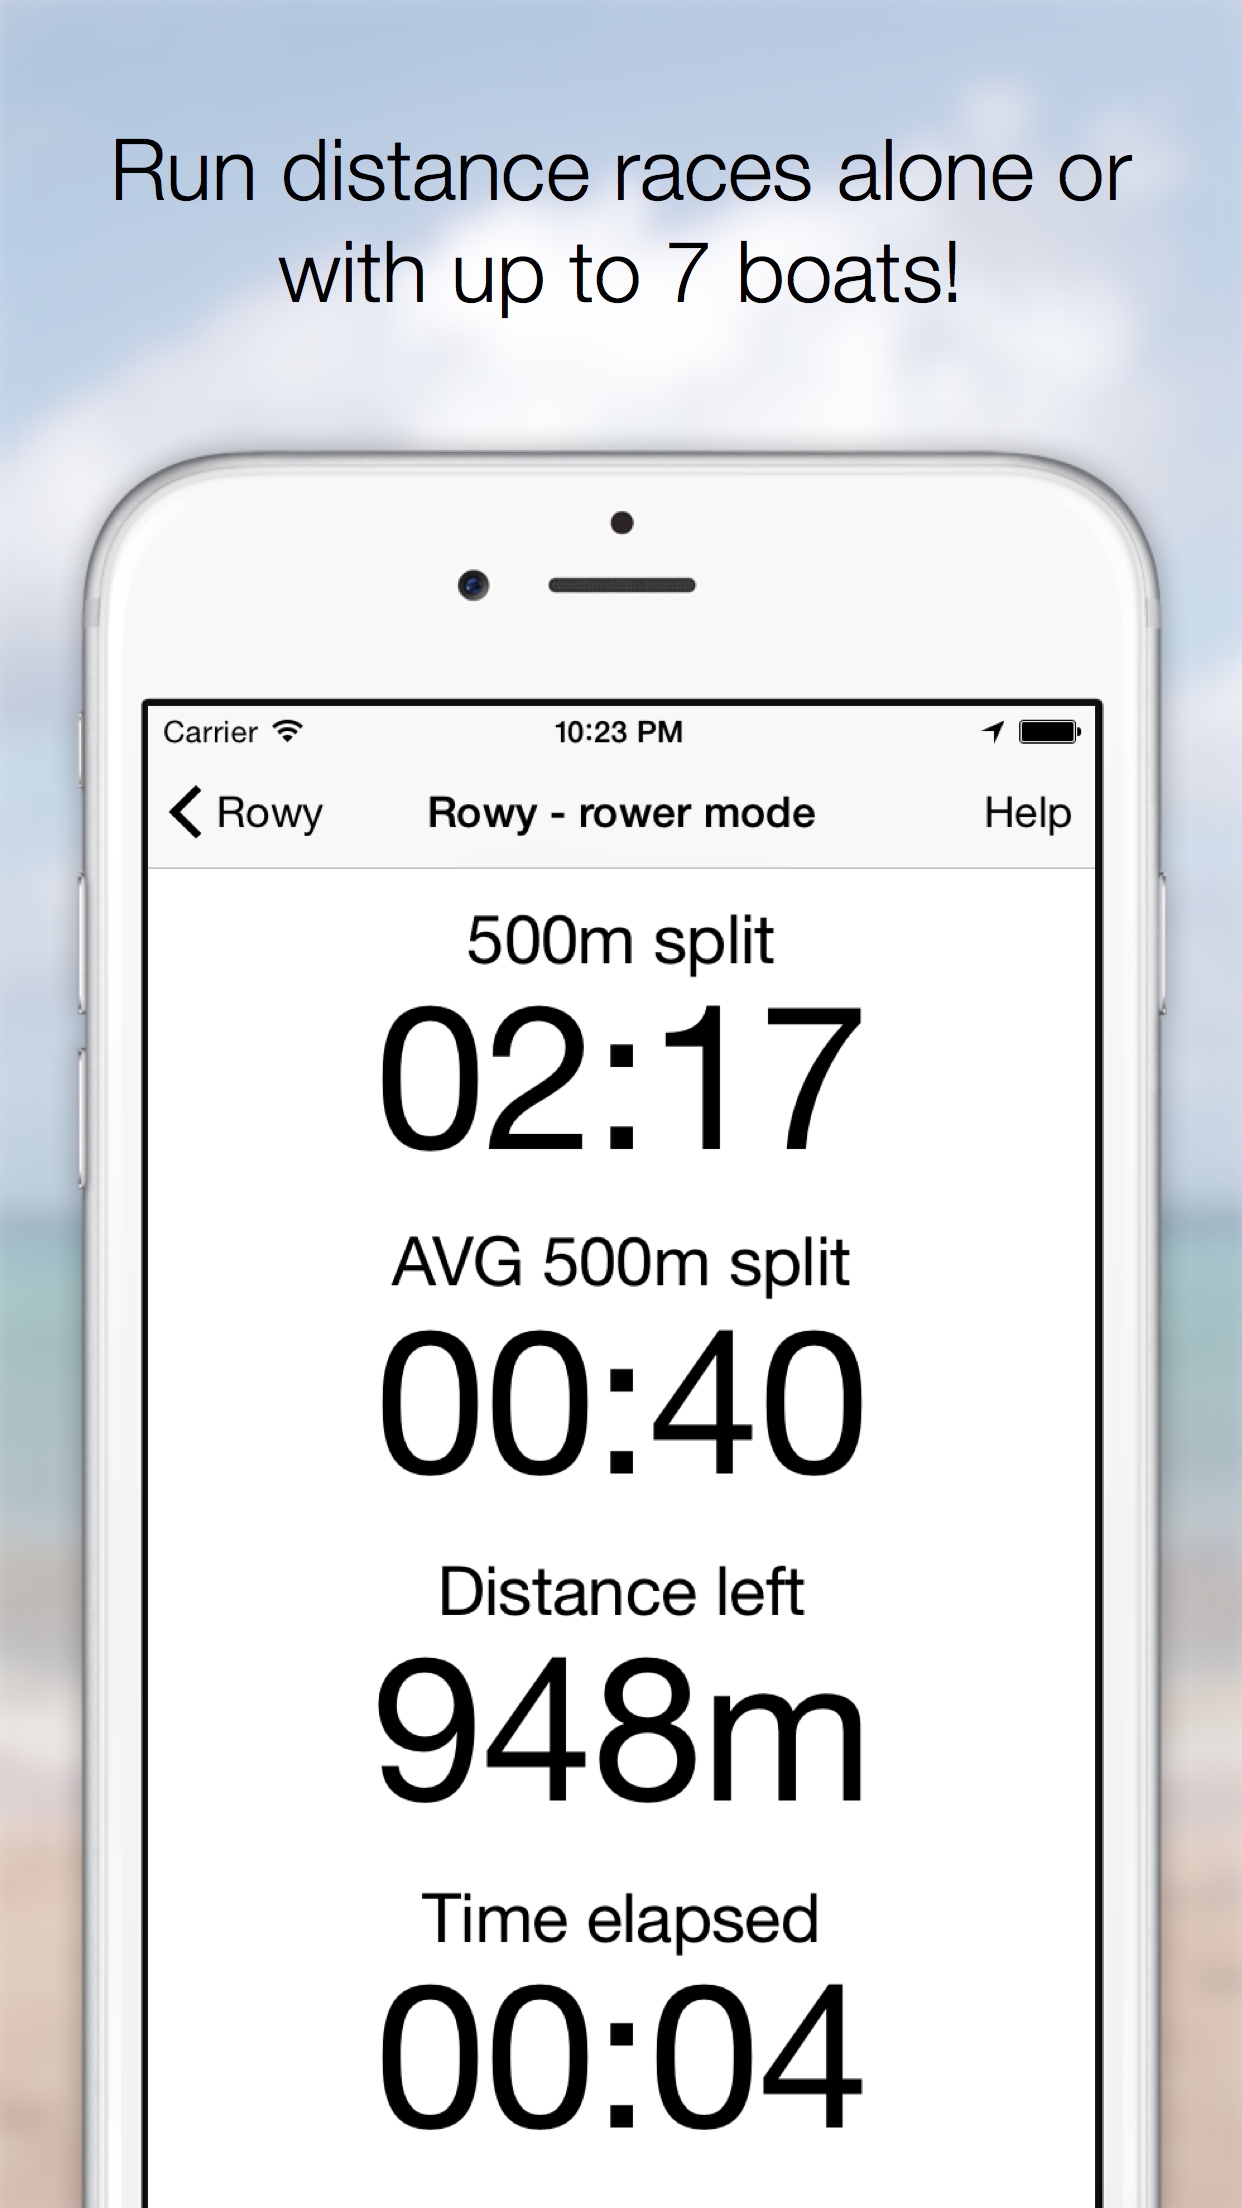 Run distance races alone or
with up to 7 boats!
Carrier 10:23 PM
Rowy Rowy - rower mode Help
500m split
02:17
AVG 500m split
00:40
Distance left
948m
Time elapsed
00:04